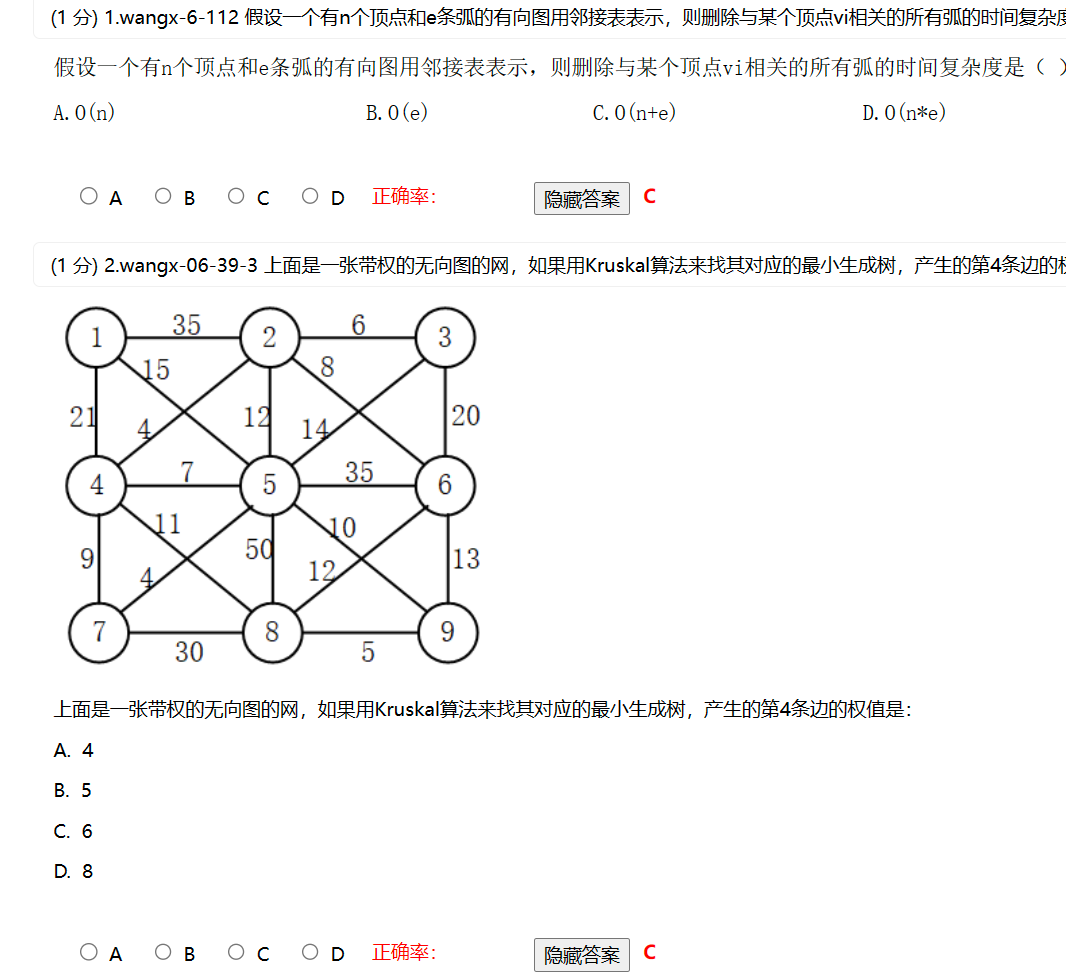 (1 分) 1.wangx-6-112 假设一个有n个顶点和e条弧的有向图用邻接表表示，则删除与某个顶点vi相关的所有弧的时间复杂度
假设一个有n个顶点和e条弧的有向图用邻接表表示，则删除与某个顶点vi相关的所有弧的时间复杂度是（ ）
A.O(n) B.O(e) C.O(n+e) D.O(n*e)
A B C D 正确率： 隐藏答案 C
(1 分) 2.wangx-06-39-3 上面是一张带权的无向图的网，如果用Kruskal算法来找其对应的最小生成树，产生的第4条边的权
1 35 2 6 3
15 8
21 4 12 14 20
4 7 5 35 6
11 10
9 4 50 12 13
7 30 8 5 9
上面是一张带权的无向图的网，如果用Kruskal算法来找其对应的最小生成树，产生的第4条边的权值是：
A. 4
B. 5
C. 6
D. 8
A B C D 正确率： 隐藏答案 C